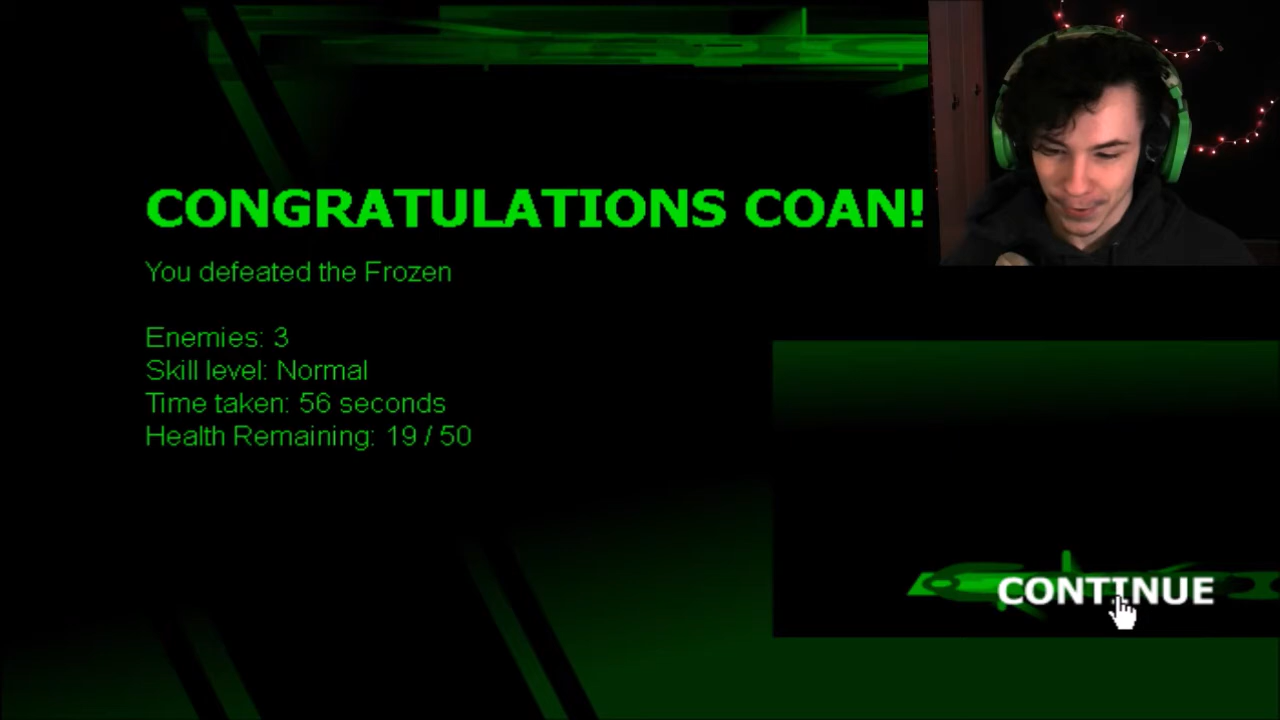 CONGRATULATIONS COAN!
You defeated the Frozen
Enemies: 3
Skill level: Normal
Time taken: 56 seconds
Health Remaining: 19 / 50
CONTINUE